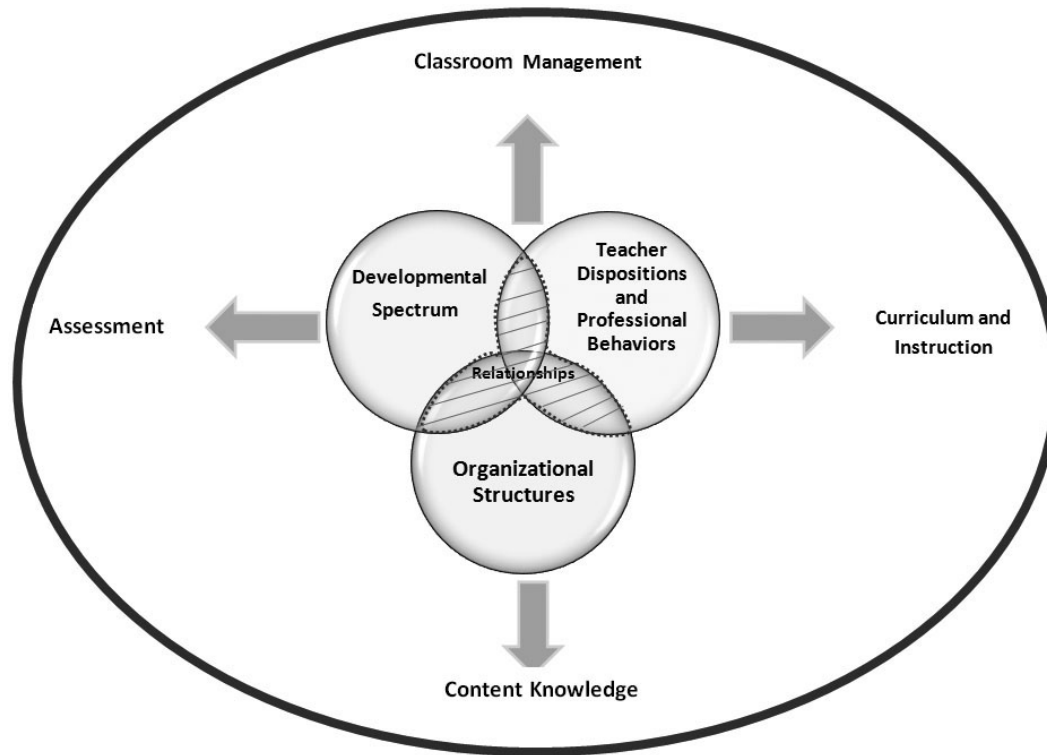 Classroom Management
Developmental
Spectrum
Teacher
Dispositions
and
Professional
Behaviors
Assessment
Curriculum and
Instruction
Relationships
Organizational
Structures
Content Knowledge